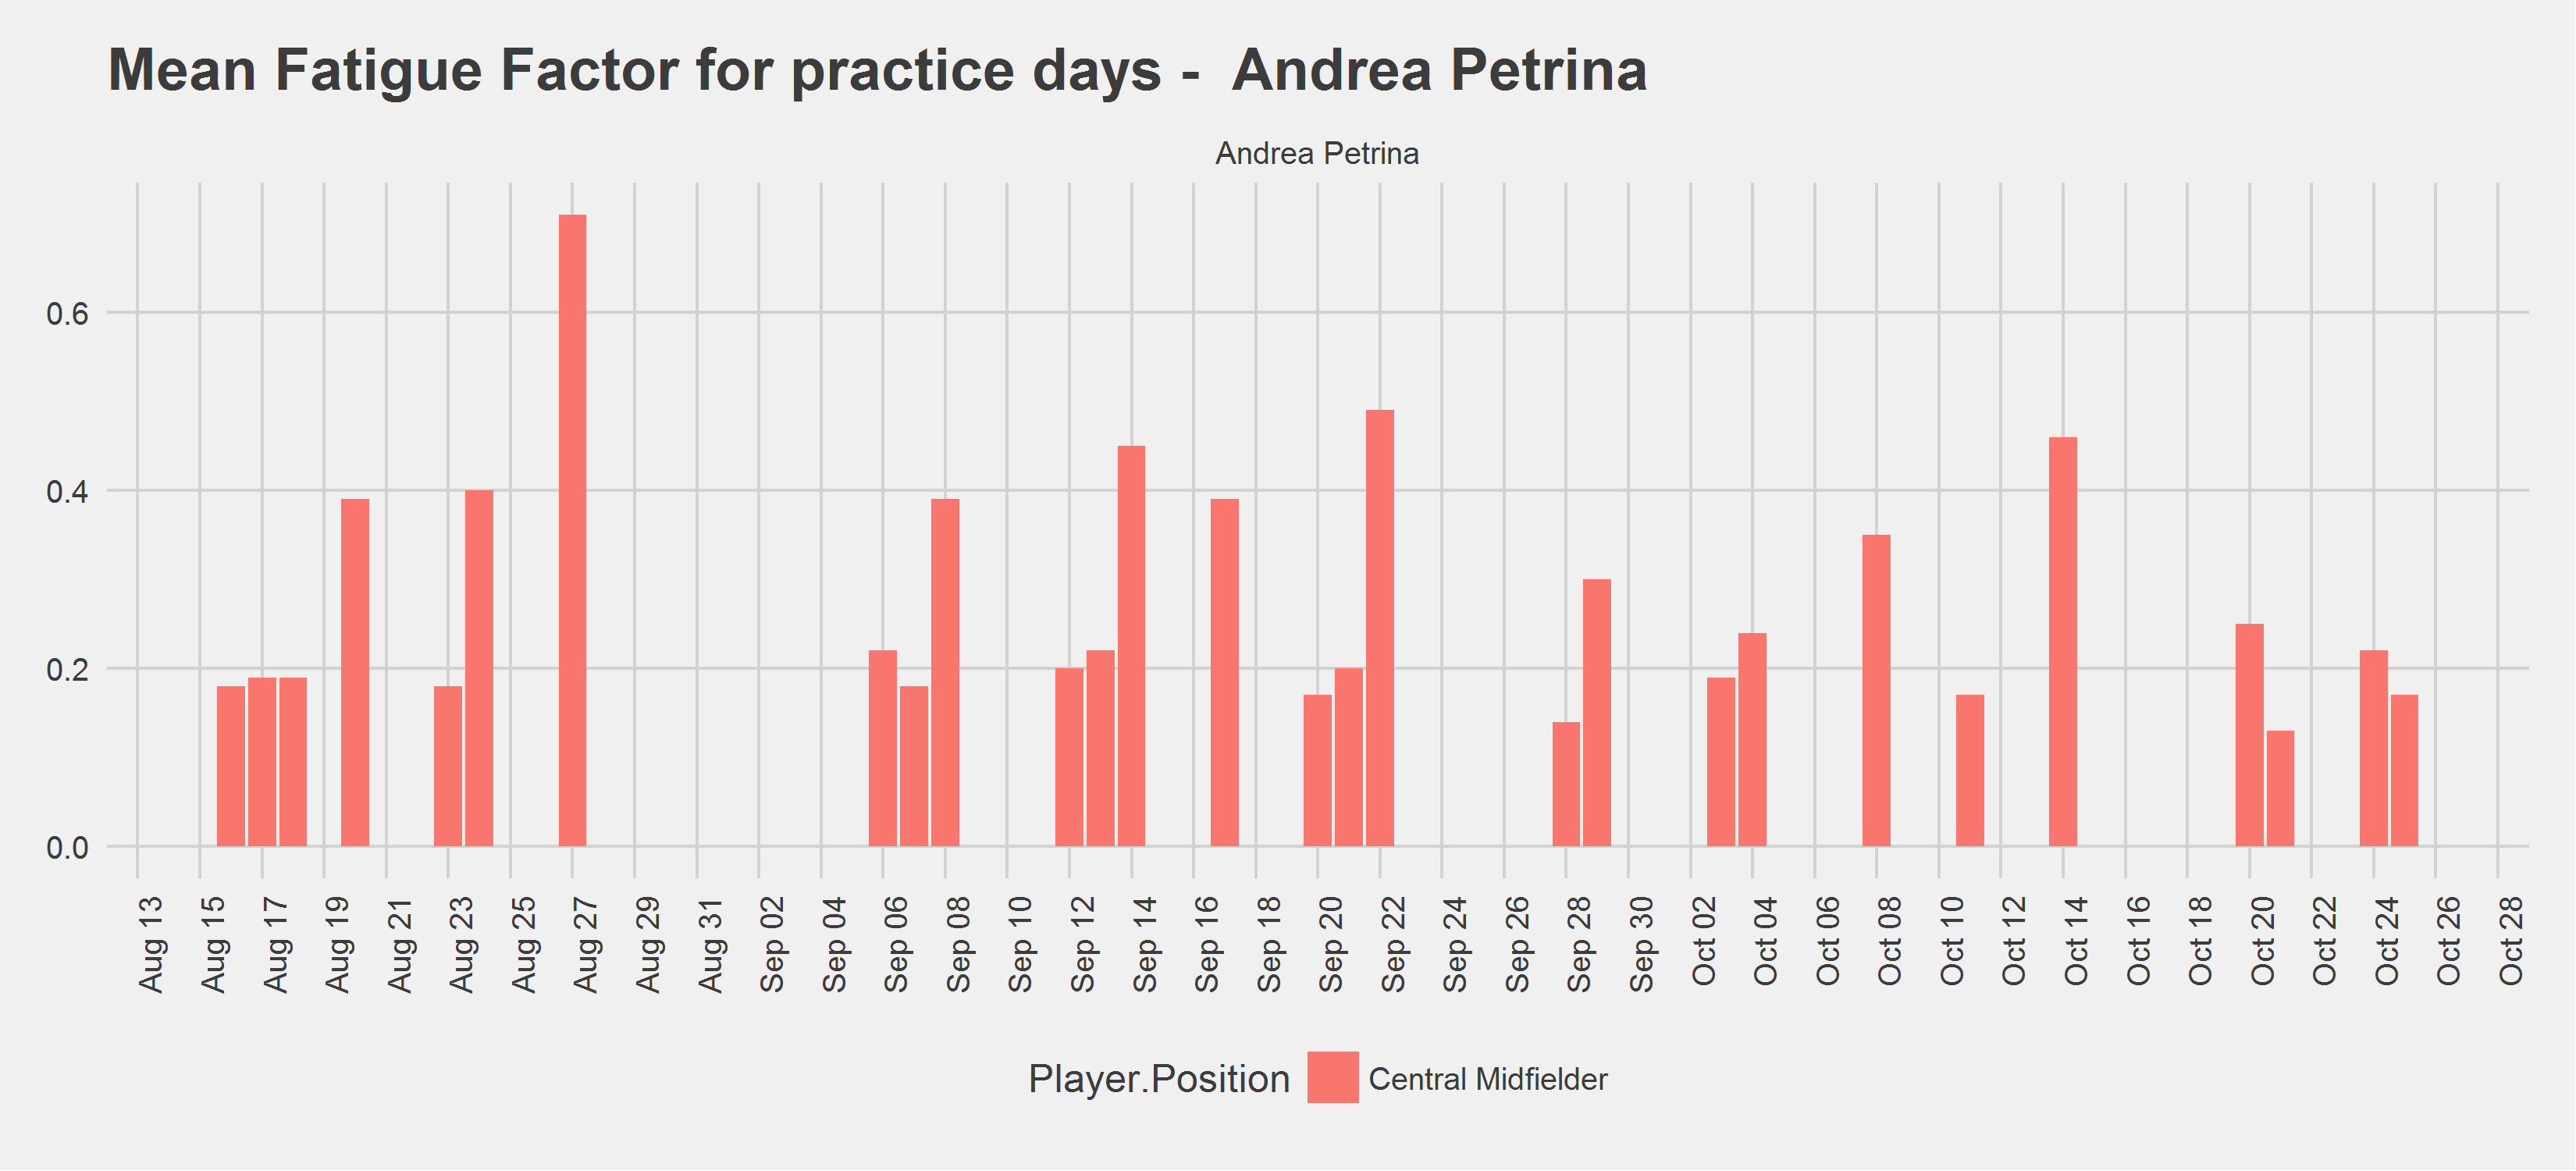 Mean Fatigue Factor for practice days -  Andrea Petrina
Andrea Petrina
0.6
0.4
0.2
0.0
Aug 13
Aug 15
Aug 17
Aug 19
Aug 21
Aug 23
Aug 25
Aug 27
Aug 29
Aug 31
Sep 02
Sep 04
Sep 06
Sep 08
Sep 10
Sep 12
Sep 14
Sep 16
Sep 18
Sep 20
Sep 22
Sep 24
Sep 26
Sep 28
Sep 30
Oct 02
Oct 04
Oct 06
Oct 08
Oct 10
Oct 12
Oct 14
Oct 16
Oct 18
Oct 20
Oct 22
Oct 24
Oct 26
Oct 28
Player.Position Central Midfielder